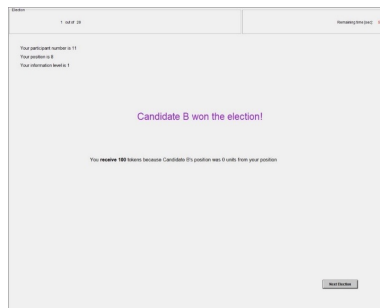 Election
1 out of 20
Remaining time [sec]:
Your participant number is 11
Your position is 8
Your information level is 1
Candidate B won the election!
You receive 100 tokens because Candidate B's position was 0 units from your position
Next Election